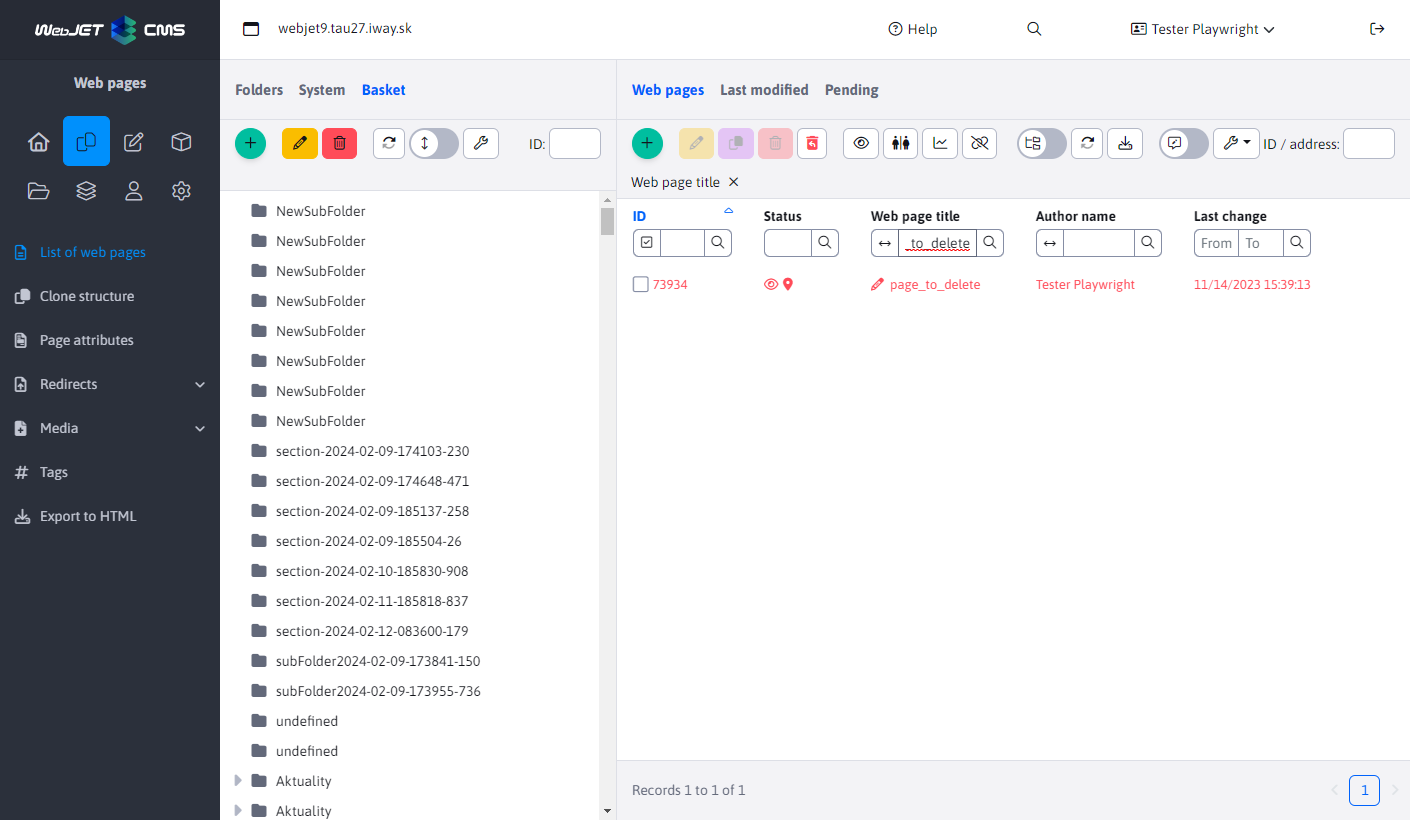 WebJET CMS
webjet9.tau27.iway.sk
Help
Tester Playwright
Web pages
List of web pages
Clone structure
Page attributes
Redirects
Media
Tags
Export to HTML
Folders System Basket
ID:
NewSubFolder
NewSubFolder
NewSubFolder
NewSubFolder
NewSubFolder
NewSubFolder
NewSubFolder
NewSubFolder
section-2024-02-09-174103-230
section-2024-02-09-174648-471
section-2024-02-09-185137-258
section-2024-02-09-185504-26
section-2024-02-10-185830-908
section-2024-02-11-185818-837
section-2024-02-12-083600-179
subFolder2024-02-09-173841-150
subFolder2024-02-09-173955-736
undefined
undefined
Aktuality
Aktuality
Web pages Last modified Pending
ID / address:
Web page title
ID Status Web page title Author name Last change
_to_delete From To
73934 page_to_delete Tester Playwright 11/14/2023 15:39:13
Records 1 to 1 of 1
1